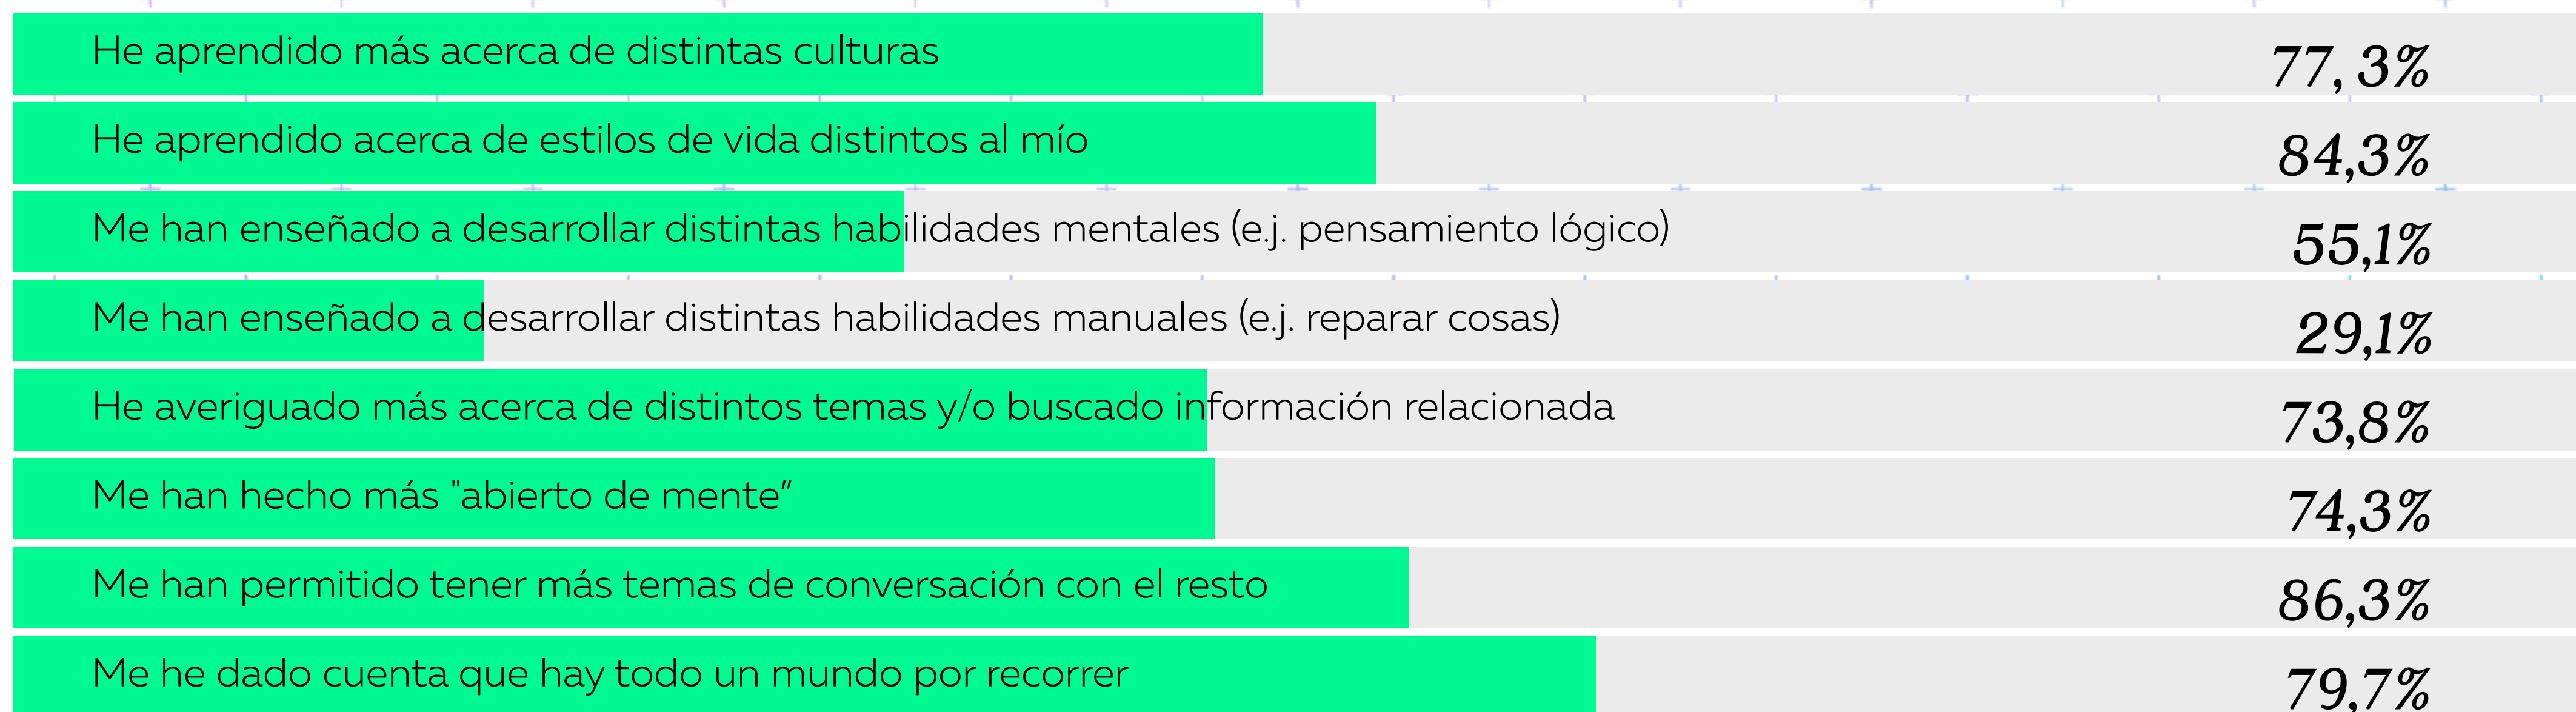 He aprendido más acerca de distintas culturas 77, 3%
He aprendido acerca de estilos de vida distintos al mío 84,3%
Me han enseñado a desarrollar distintas habilidades mentales (e.j. pensamiento lógico) 55,1%
Me han enseñado a desarrollar distintas habilidades manuales (e.j. reparar cosas) 29,1%
He averiguado más acerca de distintos temas y/o buscado información relacionada 73,8%
Me han hecho más "abierto de mente” 74,3%
Me han permitido tener más temas de conversación con el resto 86,3%
Me he dado cuenta que hay todo un mundo por recorrer 79,7%